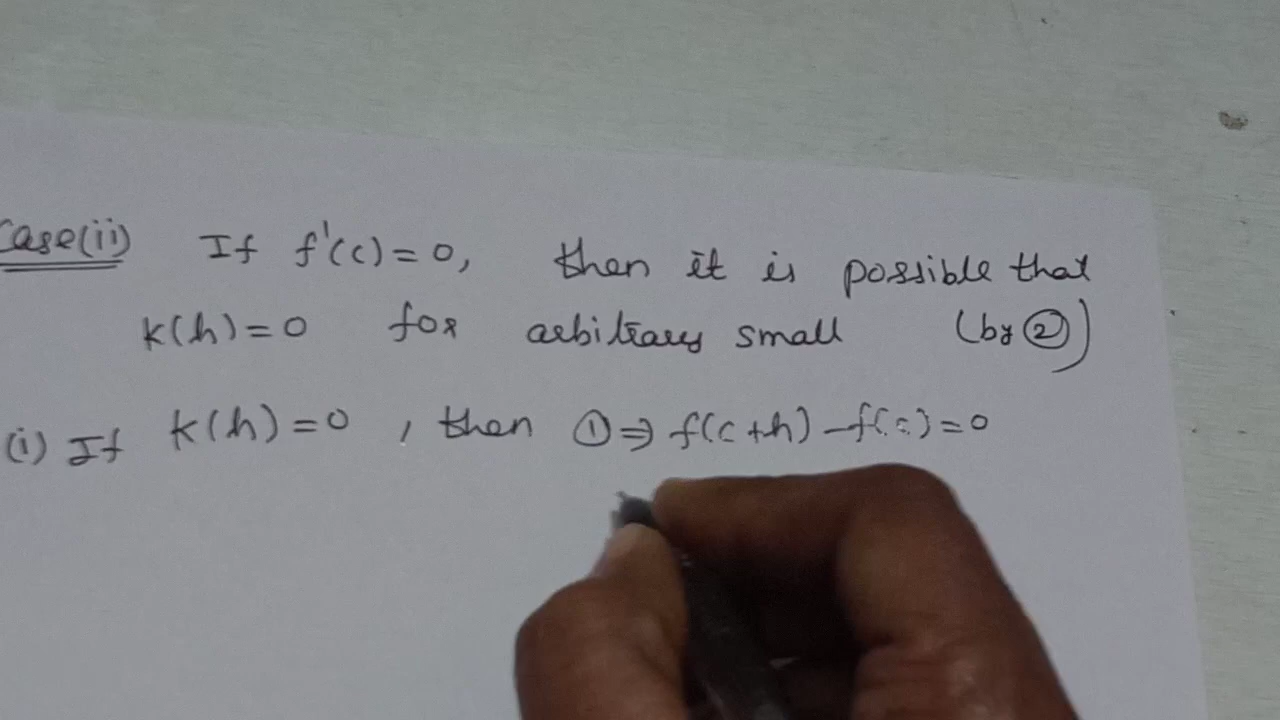 Case(ii) If f'(c)=0, then it is possible that
k(h)=0 for arbitrary small (by ②)
(i) If k(h)=0, then ①⇒ f(c+h)-f(c)=0